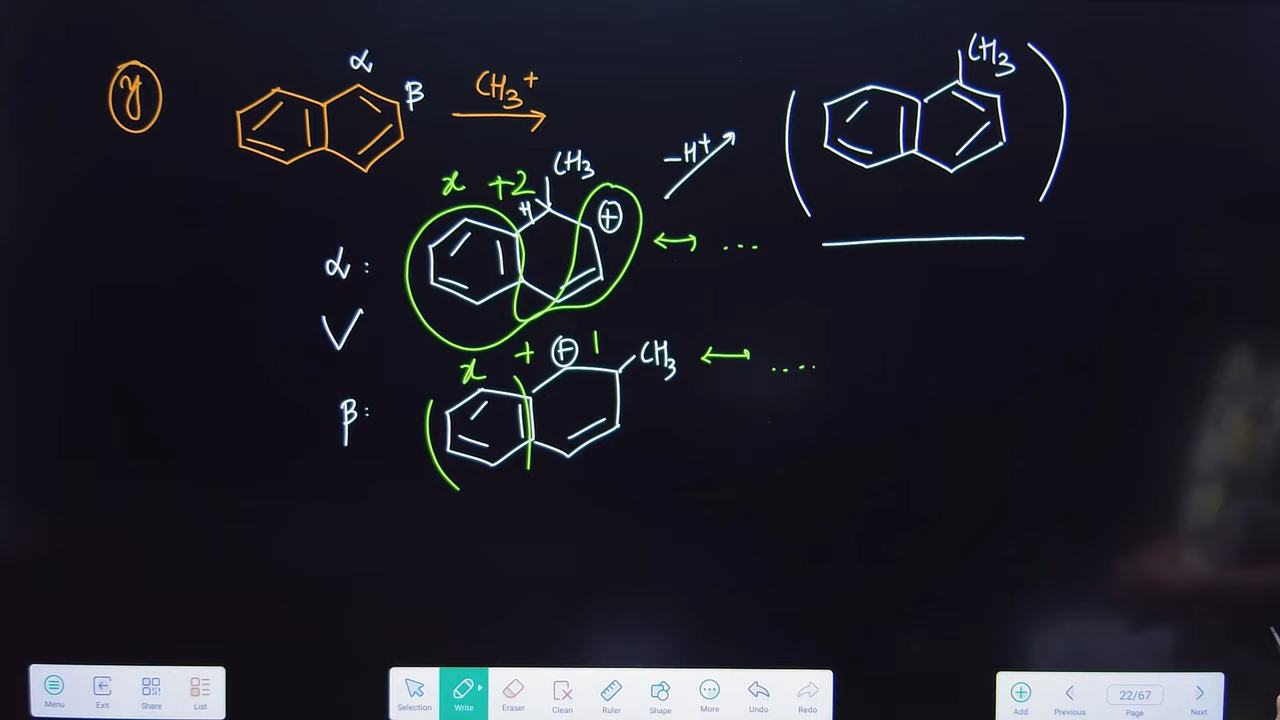 y
α
β
CH3+
CH3
-H+
x +2
CH3
H
⊕
↔ ...
α:
V
x + ⊕ 1
CH3
↔ ....
β:
Menu
Exit
Share
List
Selection
Write
Eraser
Clean
Ruler
Shape
More
Undo
Redo
Add
Previous
22/67
Page
Next